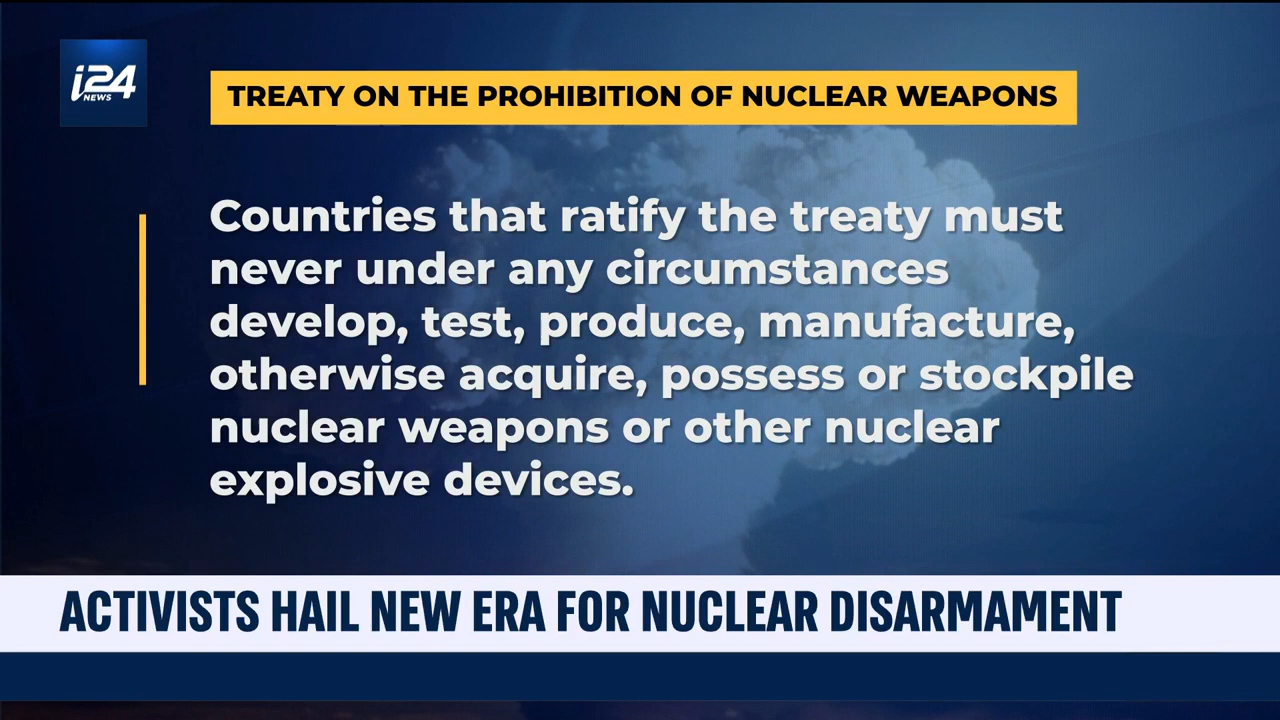 i24
NEWS
TREATY ON THE PROHIBITION OF NUCLEAR WEAPONS
Countries that ratify the treaty must
never under any circumstances
develop, test, produce, manufacture,
otherwise acquire, possess or stockpile
nuclear weapons or other nuclear
explosive devices.
ACTIVISTS HAIL NEW ERA FOR NUCLEAR DISARMAMENT